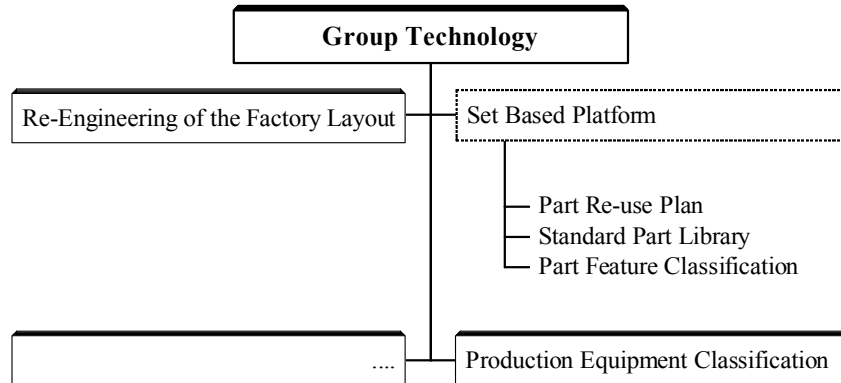 Group Technology
Re-Engineering of the Factory Layout
Set Based Platform
Part Re-use Plan
Standard Part Library
Part Feature Classification
....
Production Equipment Classification